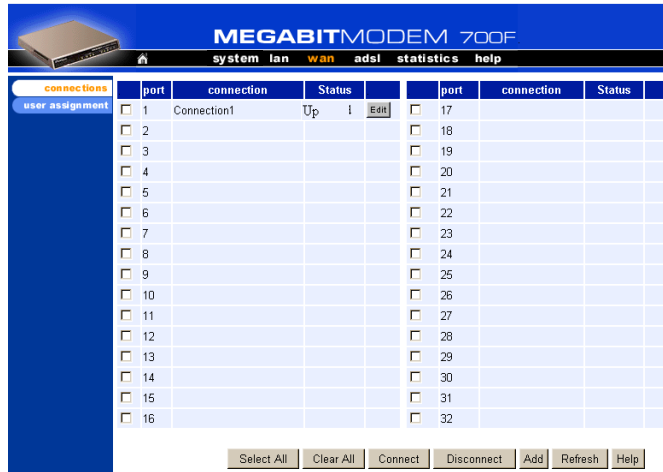 MEGABITMODEM 700F
system lan wan adsl statistics help
connections
user assignment
port connection Status port connection Status
1 Connection1 Up 1 Edit 17
2 18
3 19
4 20
5 21
6 22
7 23
8 24
9 25
10 26
11 27
12 28
13 29
14 30
15 31
16 32
Select All Clear All Connect Disconnect Add Refresh Help